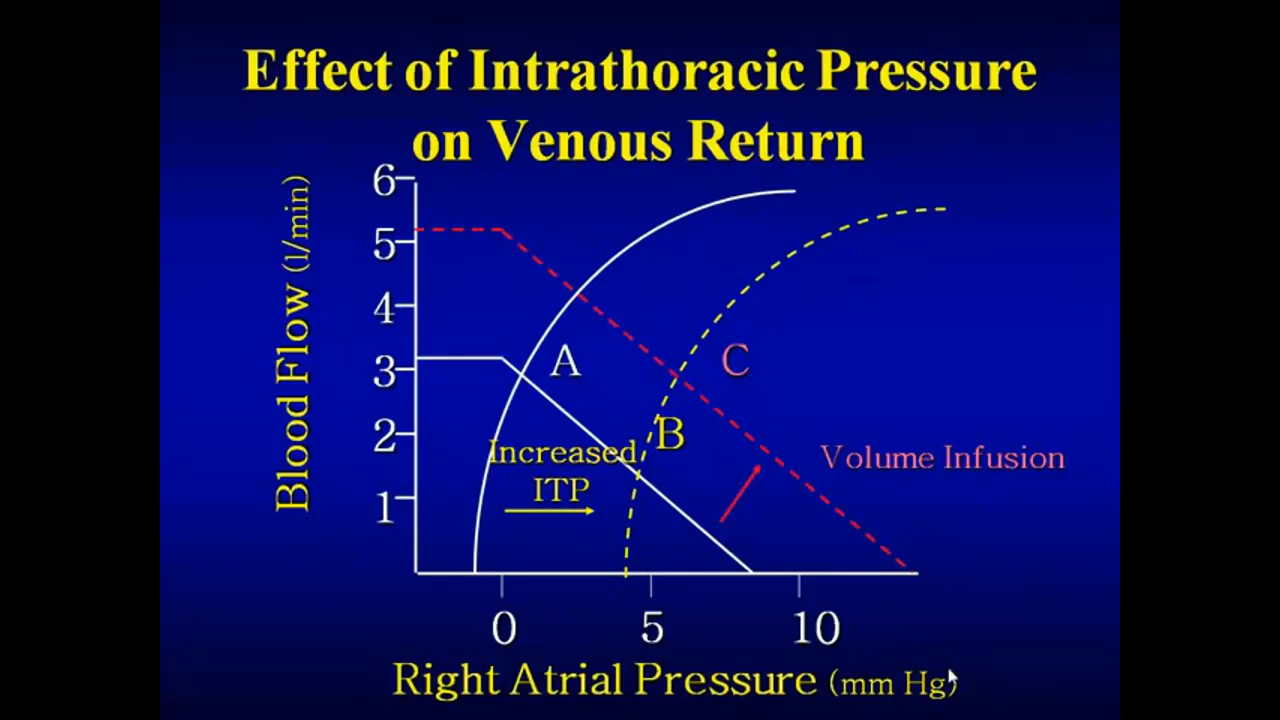 Effect of Intrathoracic Pressure
on Venous Return
Blood Flow (l/min)
6
5
4
3
2
1
A
C
B
Increased
ITP
Volume Infusion
0 5 10
Right Atrial Pressure (mm Hg)